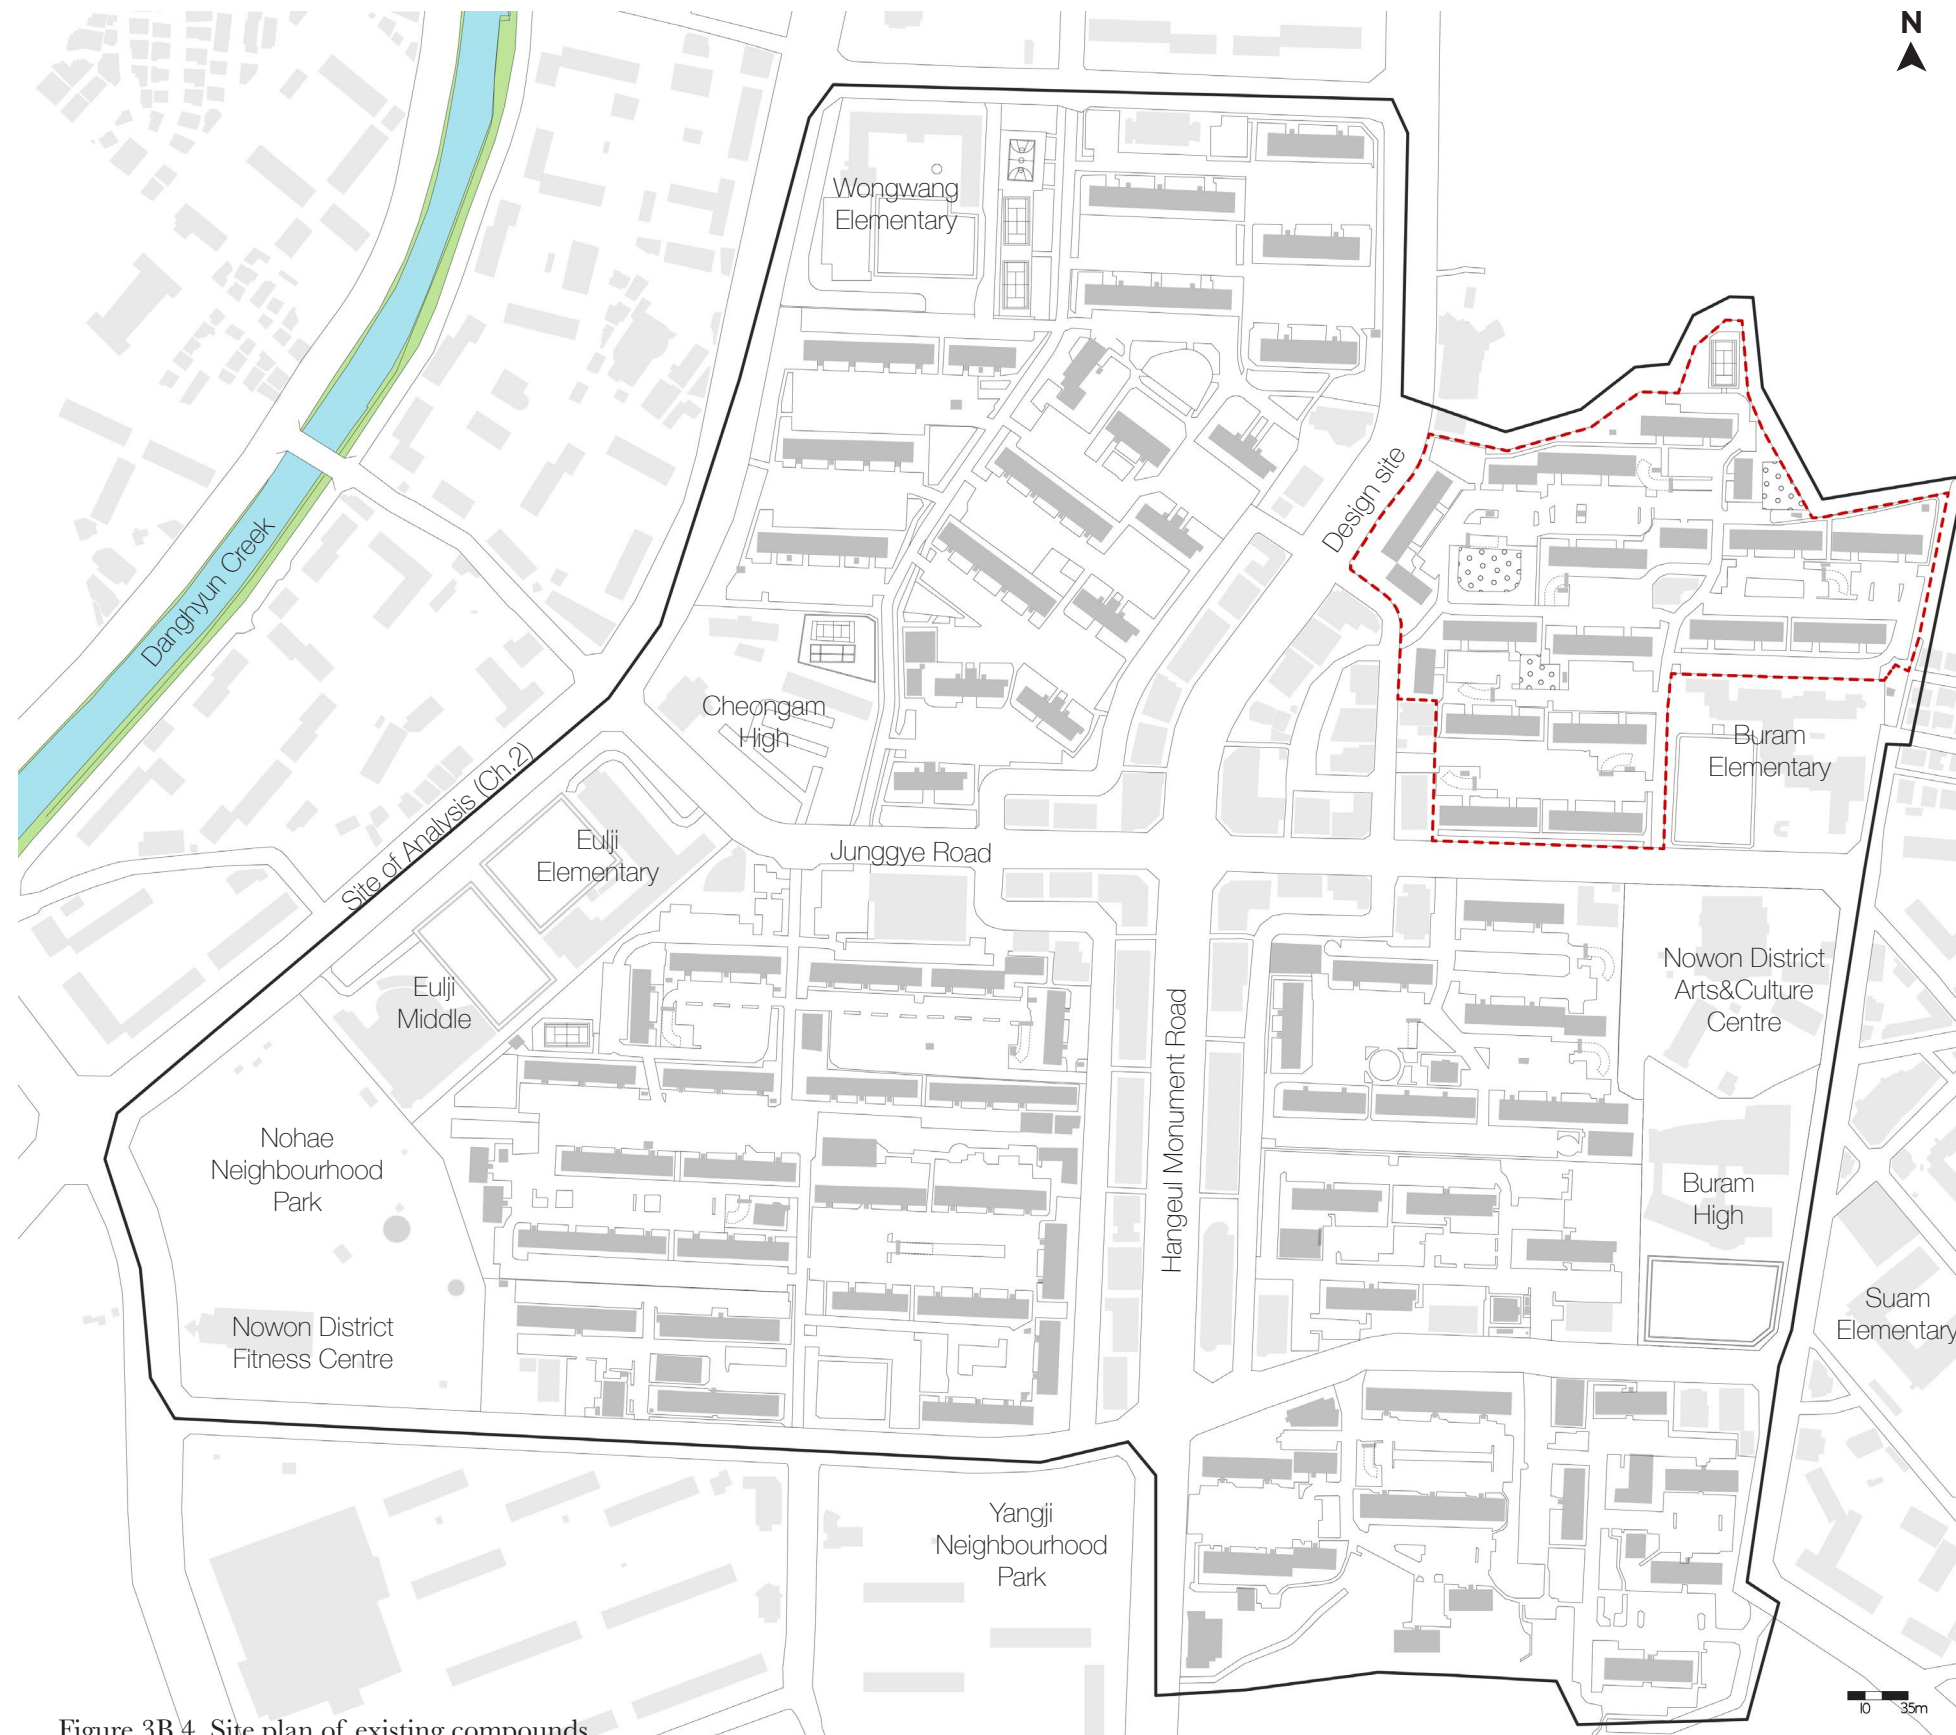 N
Wongwang
Elementary
Design site
Danghyun Creek
Cheongam
High
Buram
Elementary
Site of Analysis (Ch.2)
Eulji
Elementary
Junggye Road
Nowon District
Arts&Culture
Centre
Eulji
Middle
Hangeul Monument Road
Nohae
Neighbourhood
Park
Buram
High
Nowon District
Fitness Centre
Suam
Elementary
Yangji
Neighbourhood
Park
10 35m
Figure 3B.4. Site plan of existing compounds